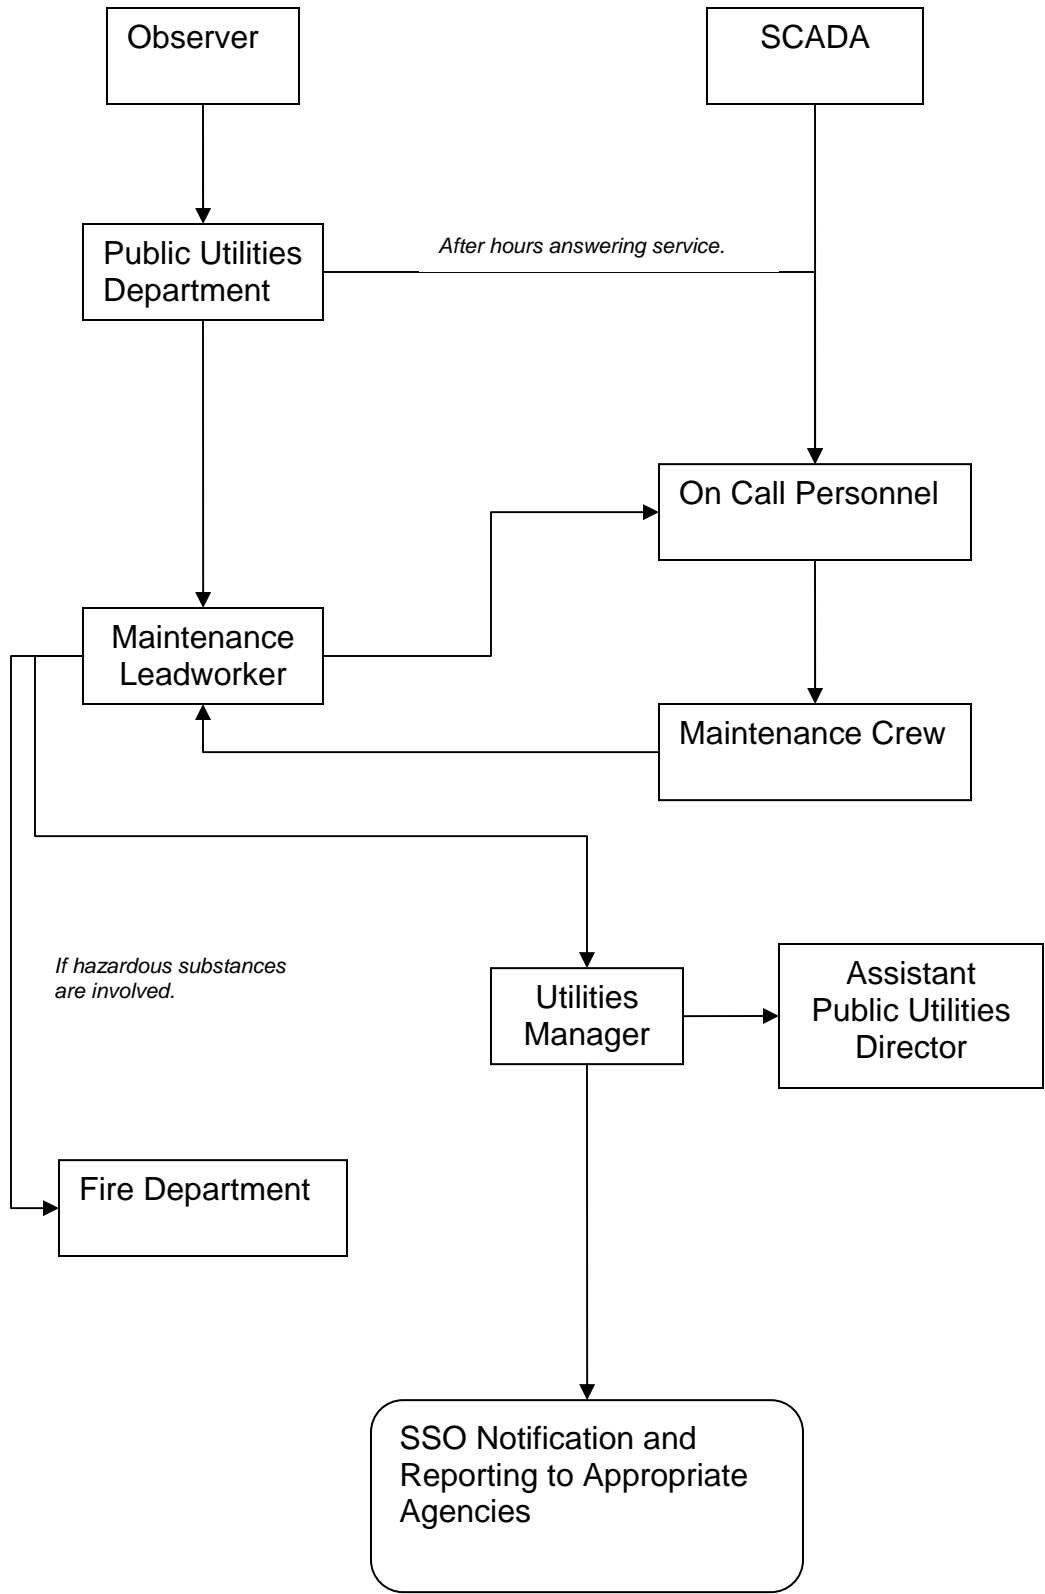 Observer
SCADA
Public Utilities
Department
After hours answering service.
On Call Personnel
Maintenance
Leadworker
Maintenance Crew
If hazardous substances
are involved.
Utilities
Manager
Assistant
Public Utilities
Director
Fire Department
SSO Notification and
Reporting to Appropriate
Agencies